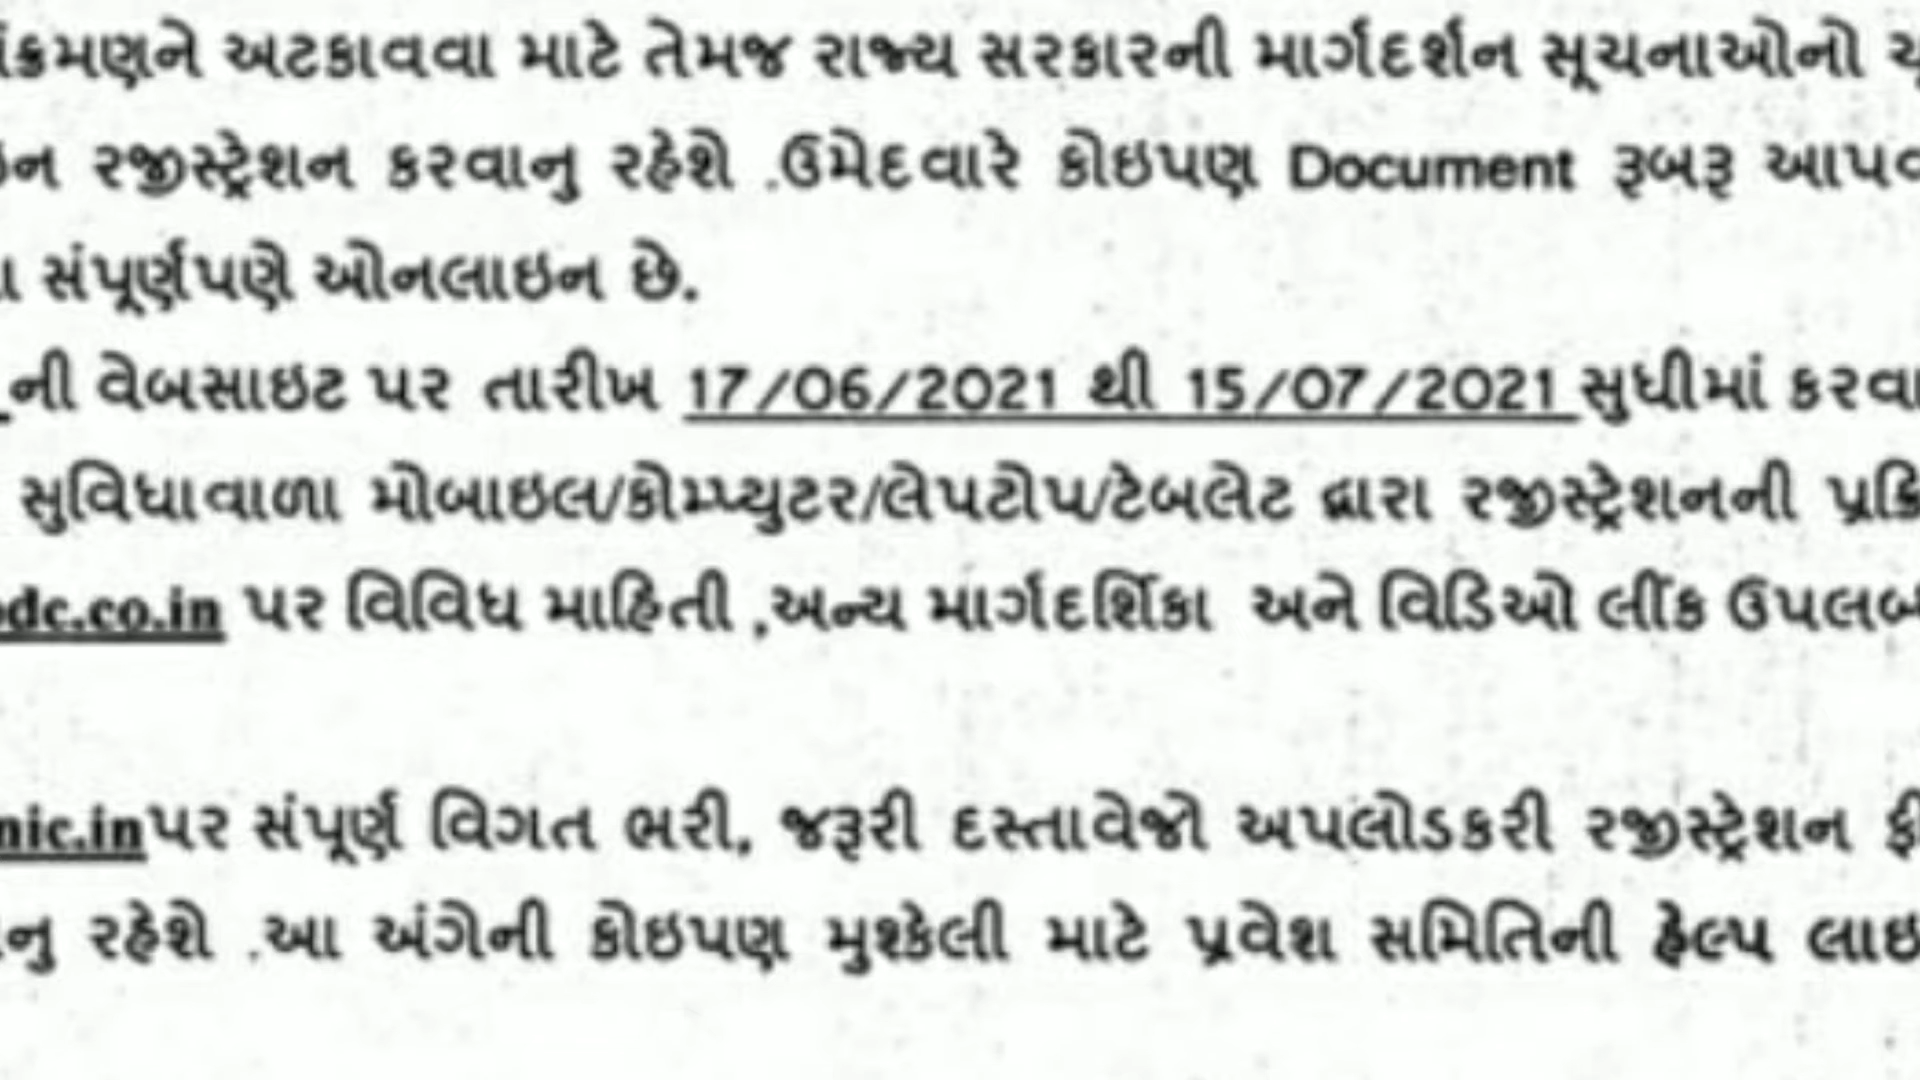 અટકાવવા માટે તેમજ રાજ્ય સરકારની માર્ગદર્શન સૂચનાઓનો
રજીસ્ટ્રેશન કરવાનુ રહેશે .ઉમેદવારે કોઇપણ Document રૂબરૂ
સંપૂર્ણપણે ઓનલાઇન છે.
ની વેબસાઇટ પર તારીખ 17/06/2021 થી 15/07/2021 સુધીમાં
સુવિધાવાળા મોબાઇલ/કોમ્પ્યુટર/લેપટોપ/ટેબલેટ દ્વારા રજીસ્ટ્રેશનની
dc.co.in પર વિવિધ માહિતી ,અન્ય માર્ગદર્શિકા અને વિડિઓ લીંક
nic.inપર સંપૂર્ણ વિગત ભરી, જરૂરી દસ્તાવેજો અપલોડકરી રજીસ્ટ્રેશન
રહેશે .આ અંગેની કોઇપણ મુશ્કેલી માટે પ્રવેશ સમિતિની હેલ્પ